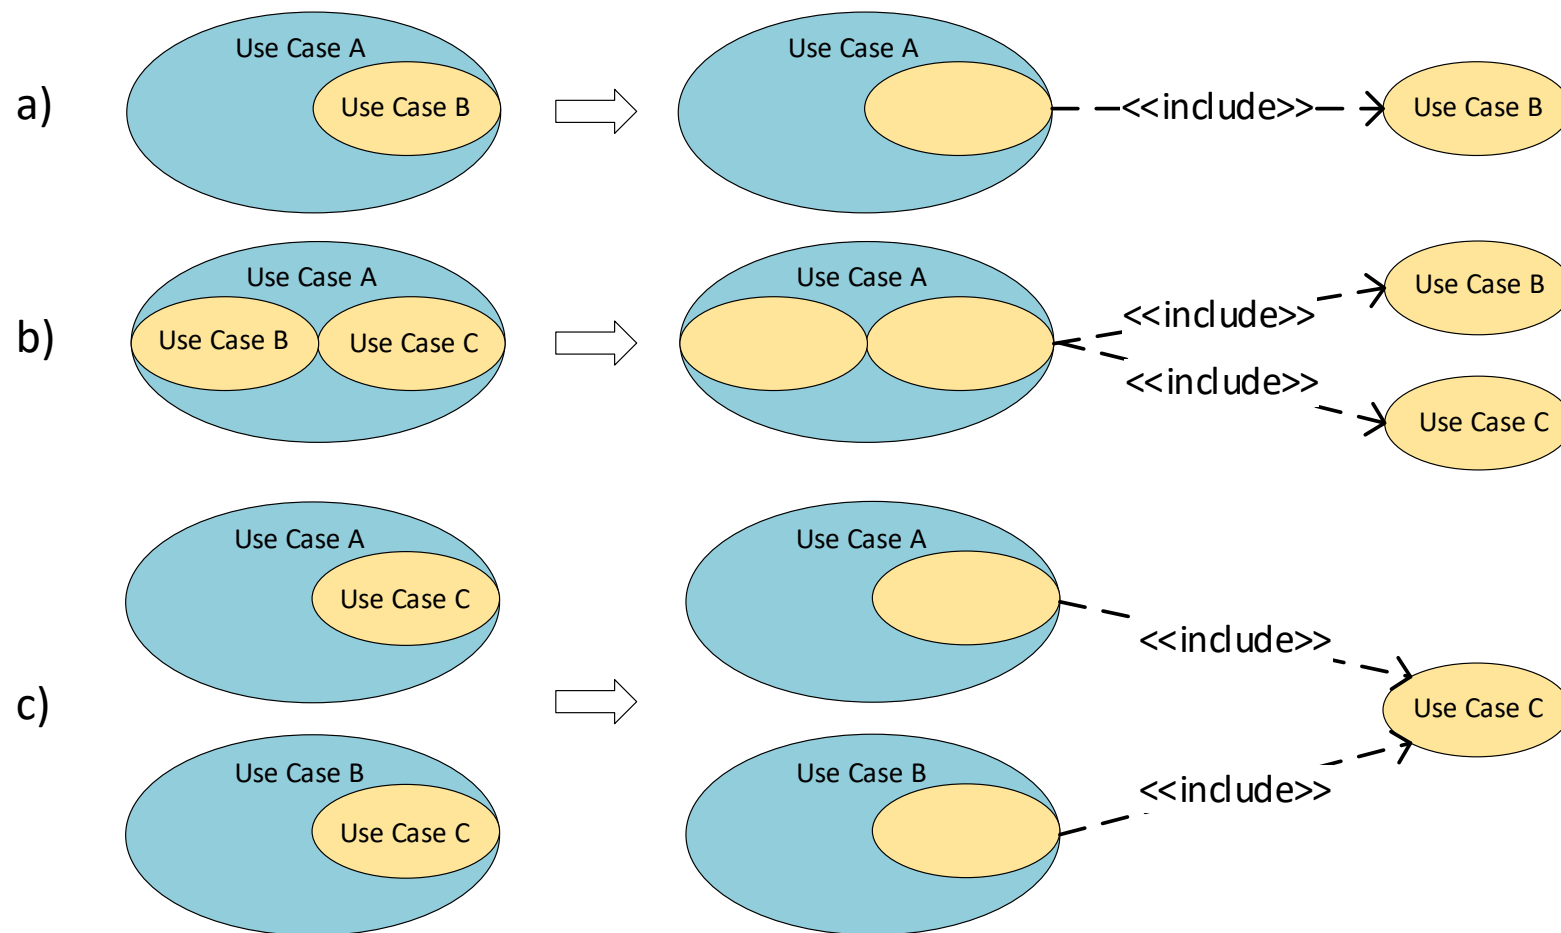 a)
Use Case A
Use Case B
Use Case A
<<include>>
Use Case B
b)
Use Case A
Use Case B
Use Case C
Use Case A
<<include>>
<<include>>
Use Case B
Use Case C
c)
Use Case A
Use Case C
Use Case B
Use Case C
Use Case A
Use Case B
<<include>>
<<include>>
Use Case C